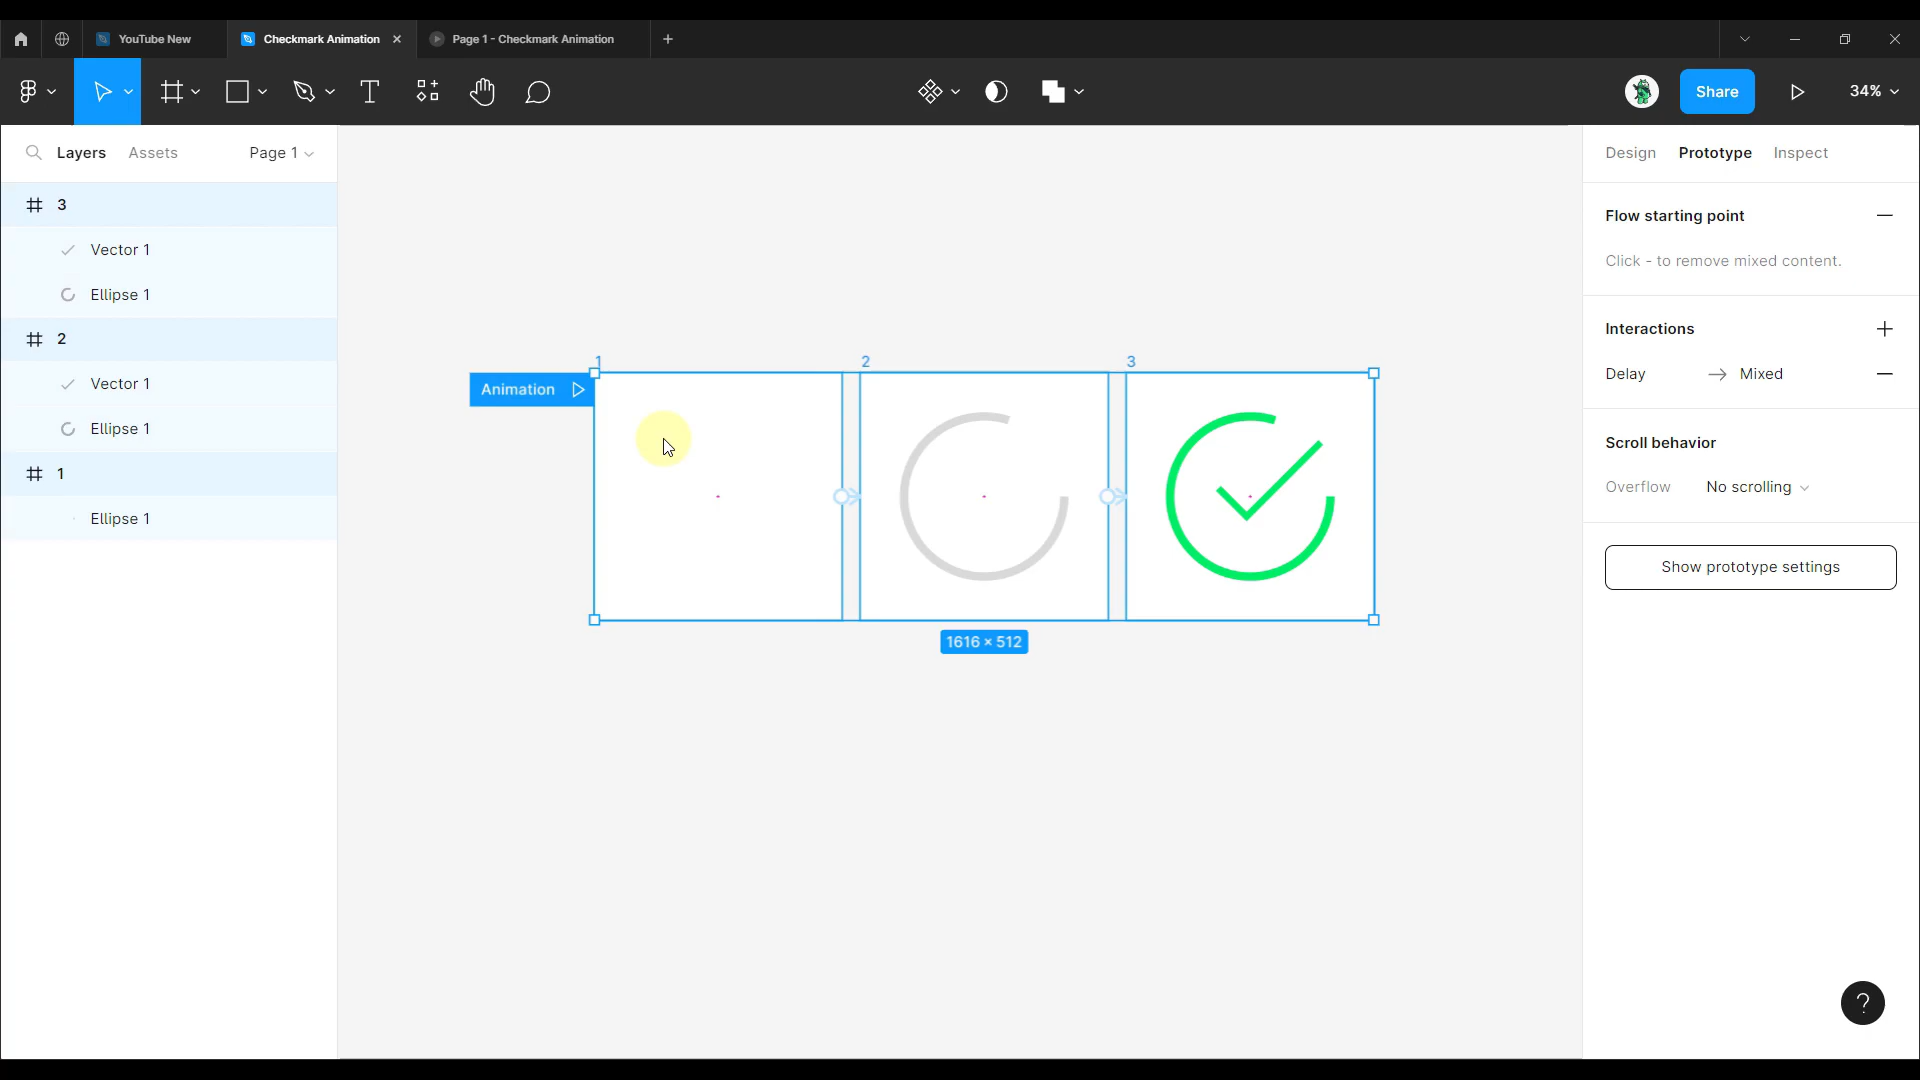 YouTube New
Checkmark Animation
Page 1 - Checkmark Animation
T
Share
34%
Layers
Assets
Page 1
Design
Prototype
Inspect
3
Vector 1
Ellipse 1
2
Vector 1
Ellipse 1
1
Ellipse 1
1
2
3
Animation
1616 × 512
Flow starting point
Click - to remove mixed content.
Interactions
Delay
Mixed
Scroll behavior
Overflow
No scrolling
Show prototype settings
?